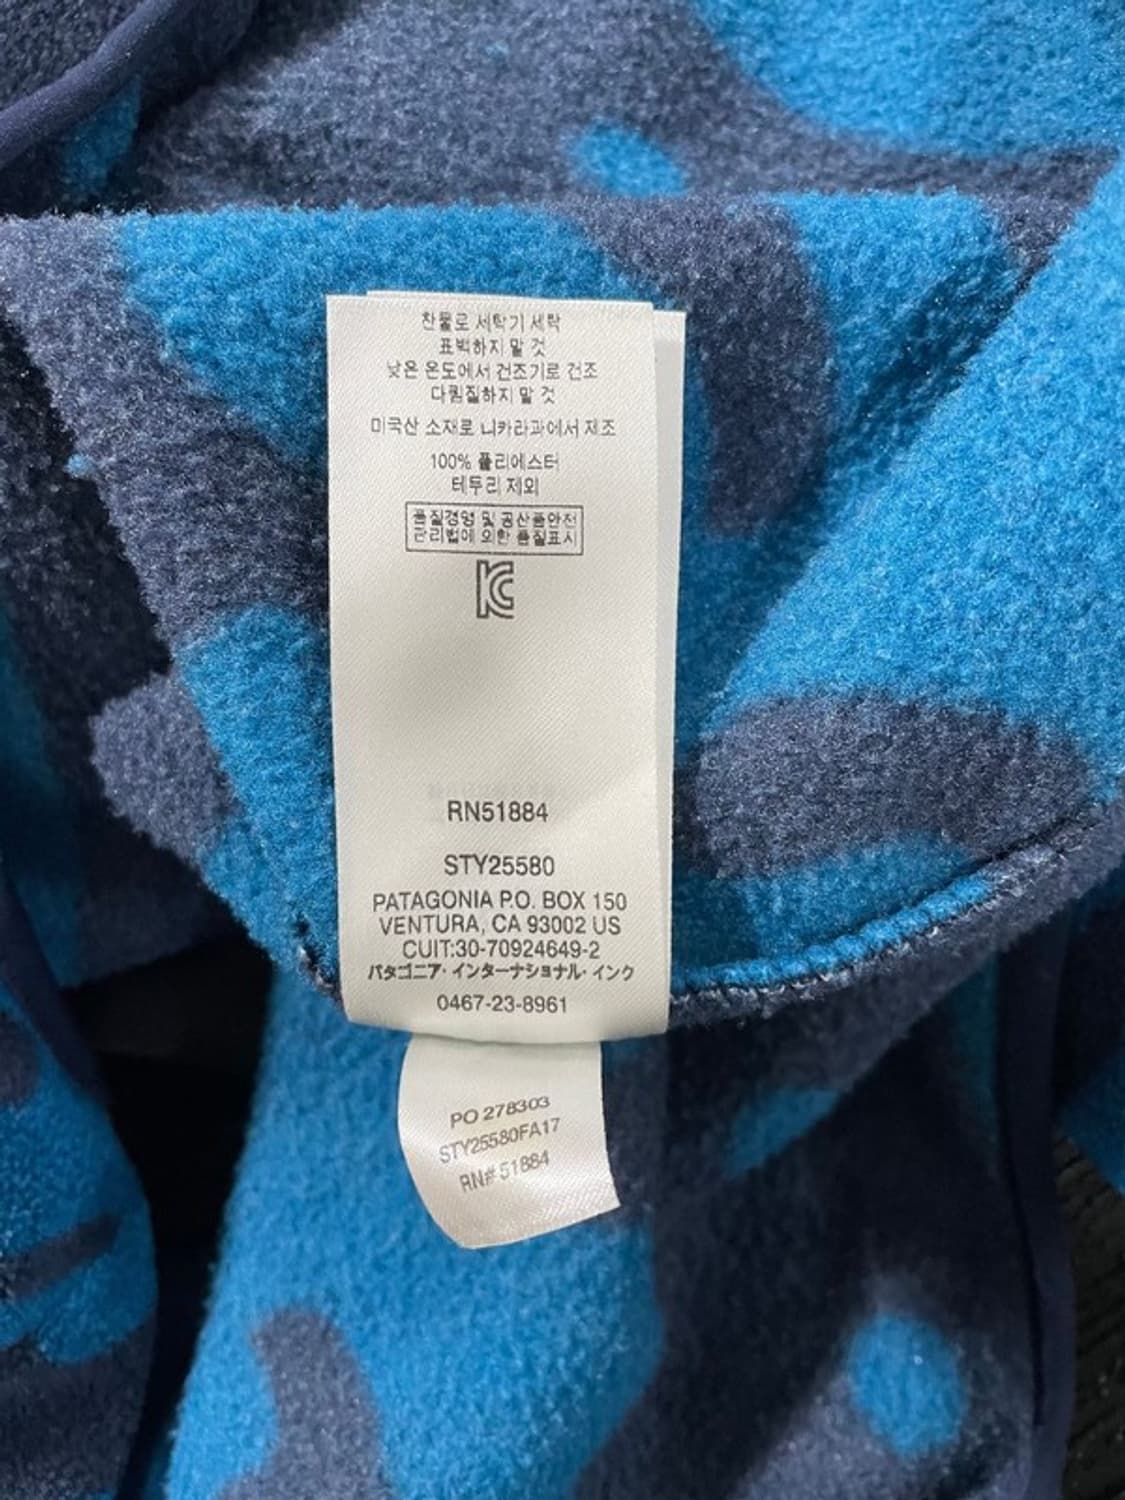 찬물로 세탁기 세탁
표백하지 말 것
낮은 온도에서 건조기로 건조
다림질하지 말 것
미국산 소재로 니카라과에서 제조
100% 폴리에스터
테두리 제외
품질경영 및 공산품안전
관리법에 의한 품질표시
RN51884
STY25580
PATAGONIA P.O. BOX 150
VENTURA, CA 93002 US
CUIT:30-70924649-2
パタゴニア・インターナショナル・インク
0467-23-8961
PO 278303
STY25580FA17
RN# 51884